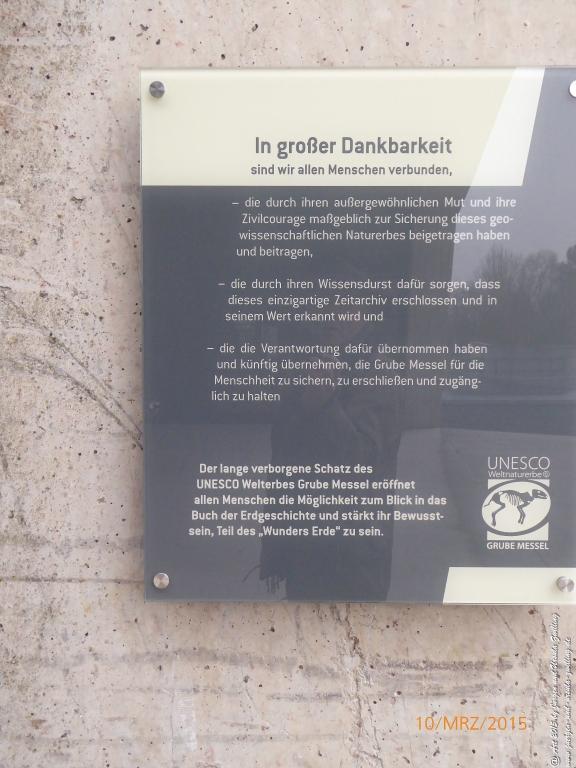 In großer Dankbarkeit
sind wir allen Menschen verbunden,
– die durch ihren außergewöhnlichen Mut und ihre
Zivilcourage maßgeblich zur Sicherung dieses geo-
wissenschaftlichen Naturerbes beigetragen haben
und beitragen,
– die durch ihren Wissensdurst dafür sorgen, dass
dieses einzigartige Zeitarchiv erschlossen und in
seinem Wert erkannt wird und
– die die Verantwortung dafür übernommen haben
und künftig übernehmen, die Grube Messel für die
Menschheit zu sichern, zu erschließen und zugäng-
lich zu halten
Der lange verborgene Schatz des
UNESCO Welterbes Grube Messel eröffnet
allen Menschen die Möglichkeit zum Blick in das
Buch der Erdgeschichte und stärkt ihr Bewusst-
sein, Teil des „Wunders Erde" zu sein.
UNESCO
Weltnaturerbe
GRUBE MESSEL
10/MRZ/2015